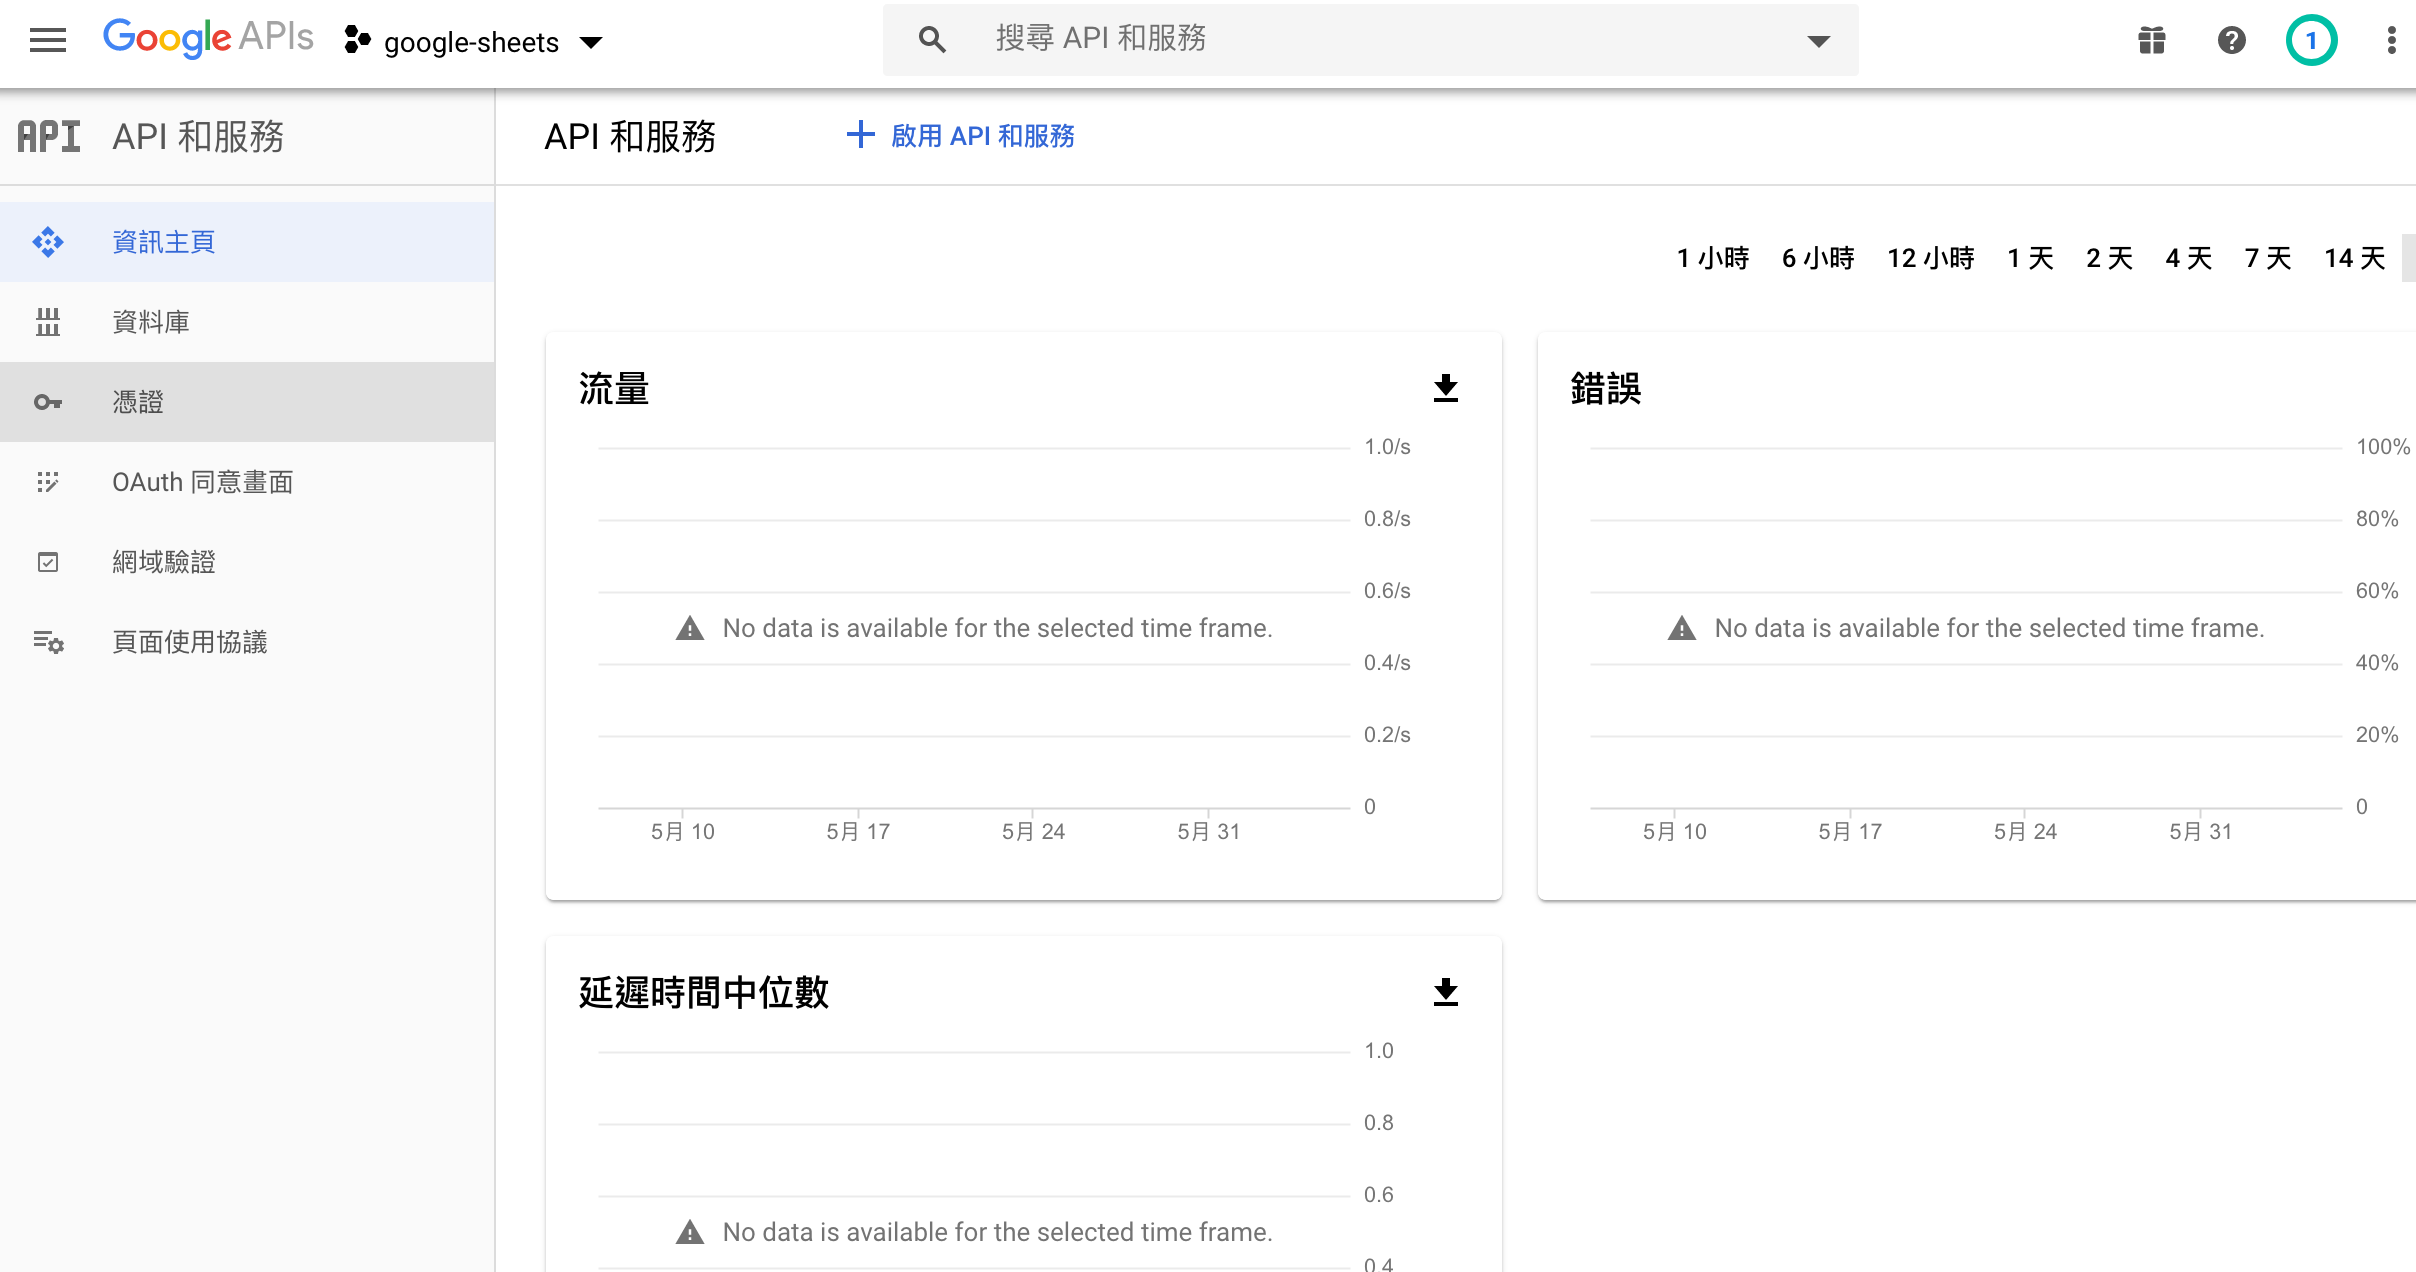 Google APIs google-sheets 搜尋 API 和服務 1
API API 和服務
資訊主頁
資料庫
憑證
OAuth 同意畫面
網域驗證
頁面使用協議
API 和服務 啟用 API 和服務
1 小時 6 小時 12 小時 1 天 2 天 4 天 7 天 14 天
流量
1.0/s
0.8/s
0.6/s
No data is available for the selected time frame.
0.4/s
0.2/s
0
5月 10 5月 17 5月 24 5月 31
錯誤
100%
80%
60%
No data is available for the selected time frame.
40%
20%
0
5月 10 5月 17 5月 24 5月 31
延遲時間中位數
1.0
0.8
0.6
No data is available for the selected time frame.
0.4